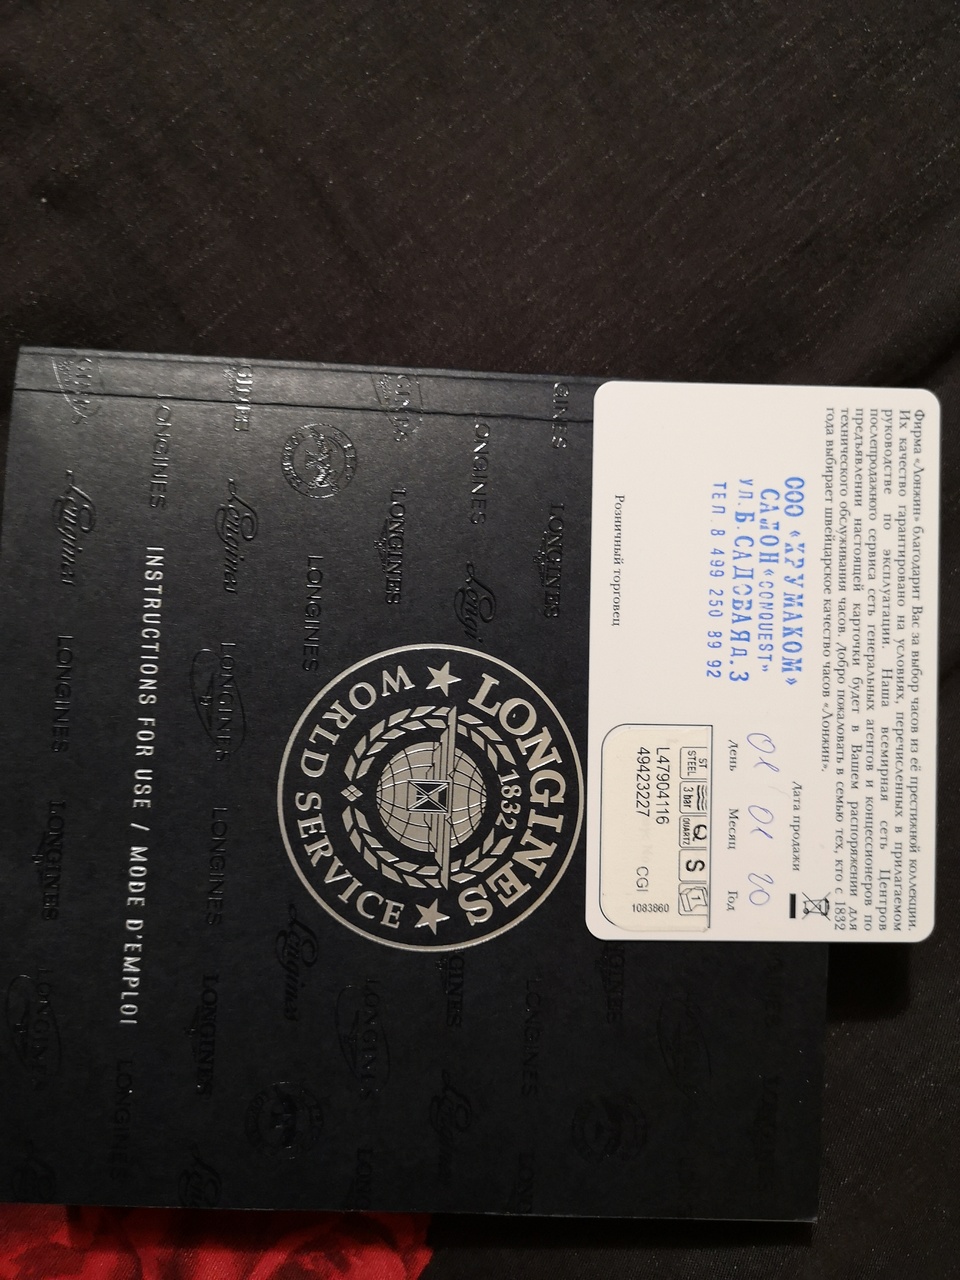 Фирма «Лонжин» благодарит Вас за выбор часов из её престижной коллекции.
Их качество гарантировано на условиях, перечисленных в прилагаемом
руководстве по эксплуатации. Наша всемирная сеть Центров
послепродажного сервиса сеть генеральных агентов и концессионеров по
предъявлении настоящей карточки будет в Вашем распоряжении для
технического обслуживания часов. Добро пожаловать в семью тех, кто с 1832
года выбирает швейцарское качество часов «Лонжин».
ООО «КРУМАКОМ»
САЛОН «CONQUEST»
УЛ. Б. САДОВАЯ Д. 3
ТЕЛ. 8 499 250 89 92
Розничный торговец
Дата продажи
01 01 20
День Месяц Год
ST STEEL 3 bar QUARTZ S 1
L47904116
49423227 CGI 1083860
LONGINES
1832
WORLD SERVICE
INSTRUCTIONS FOR USE / MODE D'EMPLOI
LONGINES
Longines